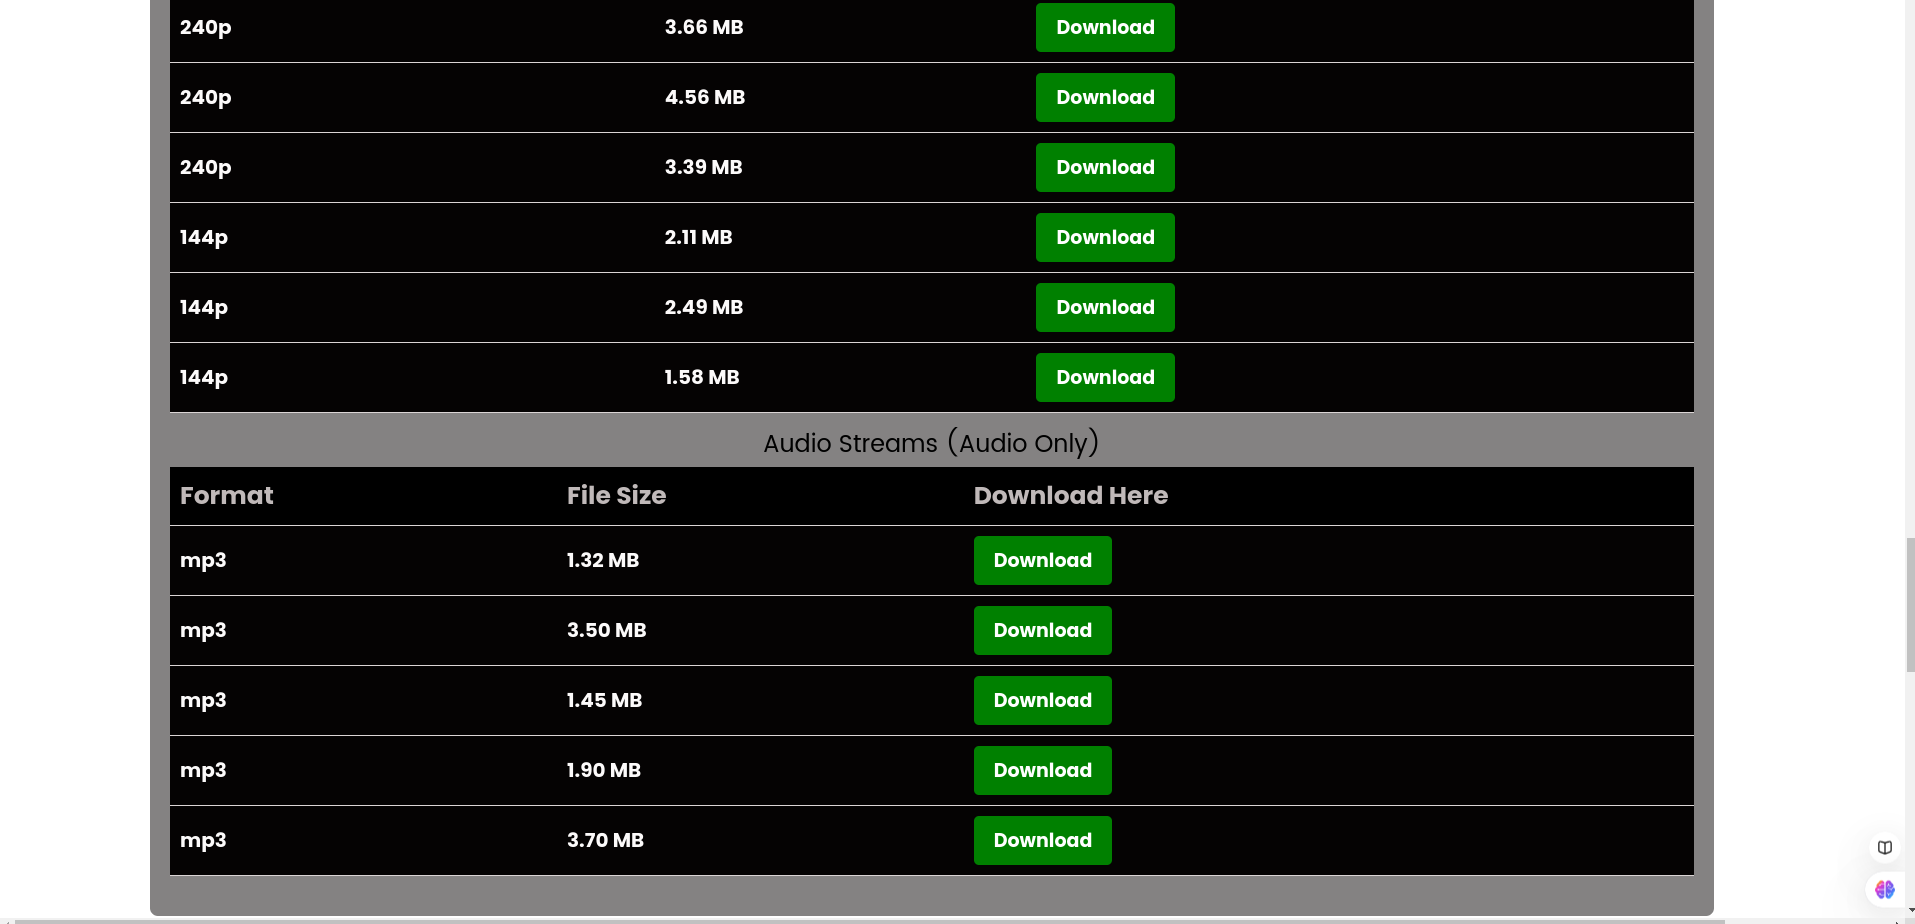 240p 3.66 MB Download
240p 4.56 MB Download
240p 3.39 MB Download
144p 2.11 MB Download
144p 2.49 MB Download
144p 1.58 MB Download
Audio Streams (Audio Only)
Format File Size Download Here
mp3 1.32 MB Download
mp3 3.50 MB Download
mp3 1.45 MB Download
mp3 1.90 MB Download
mp3 3.70 MB Download